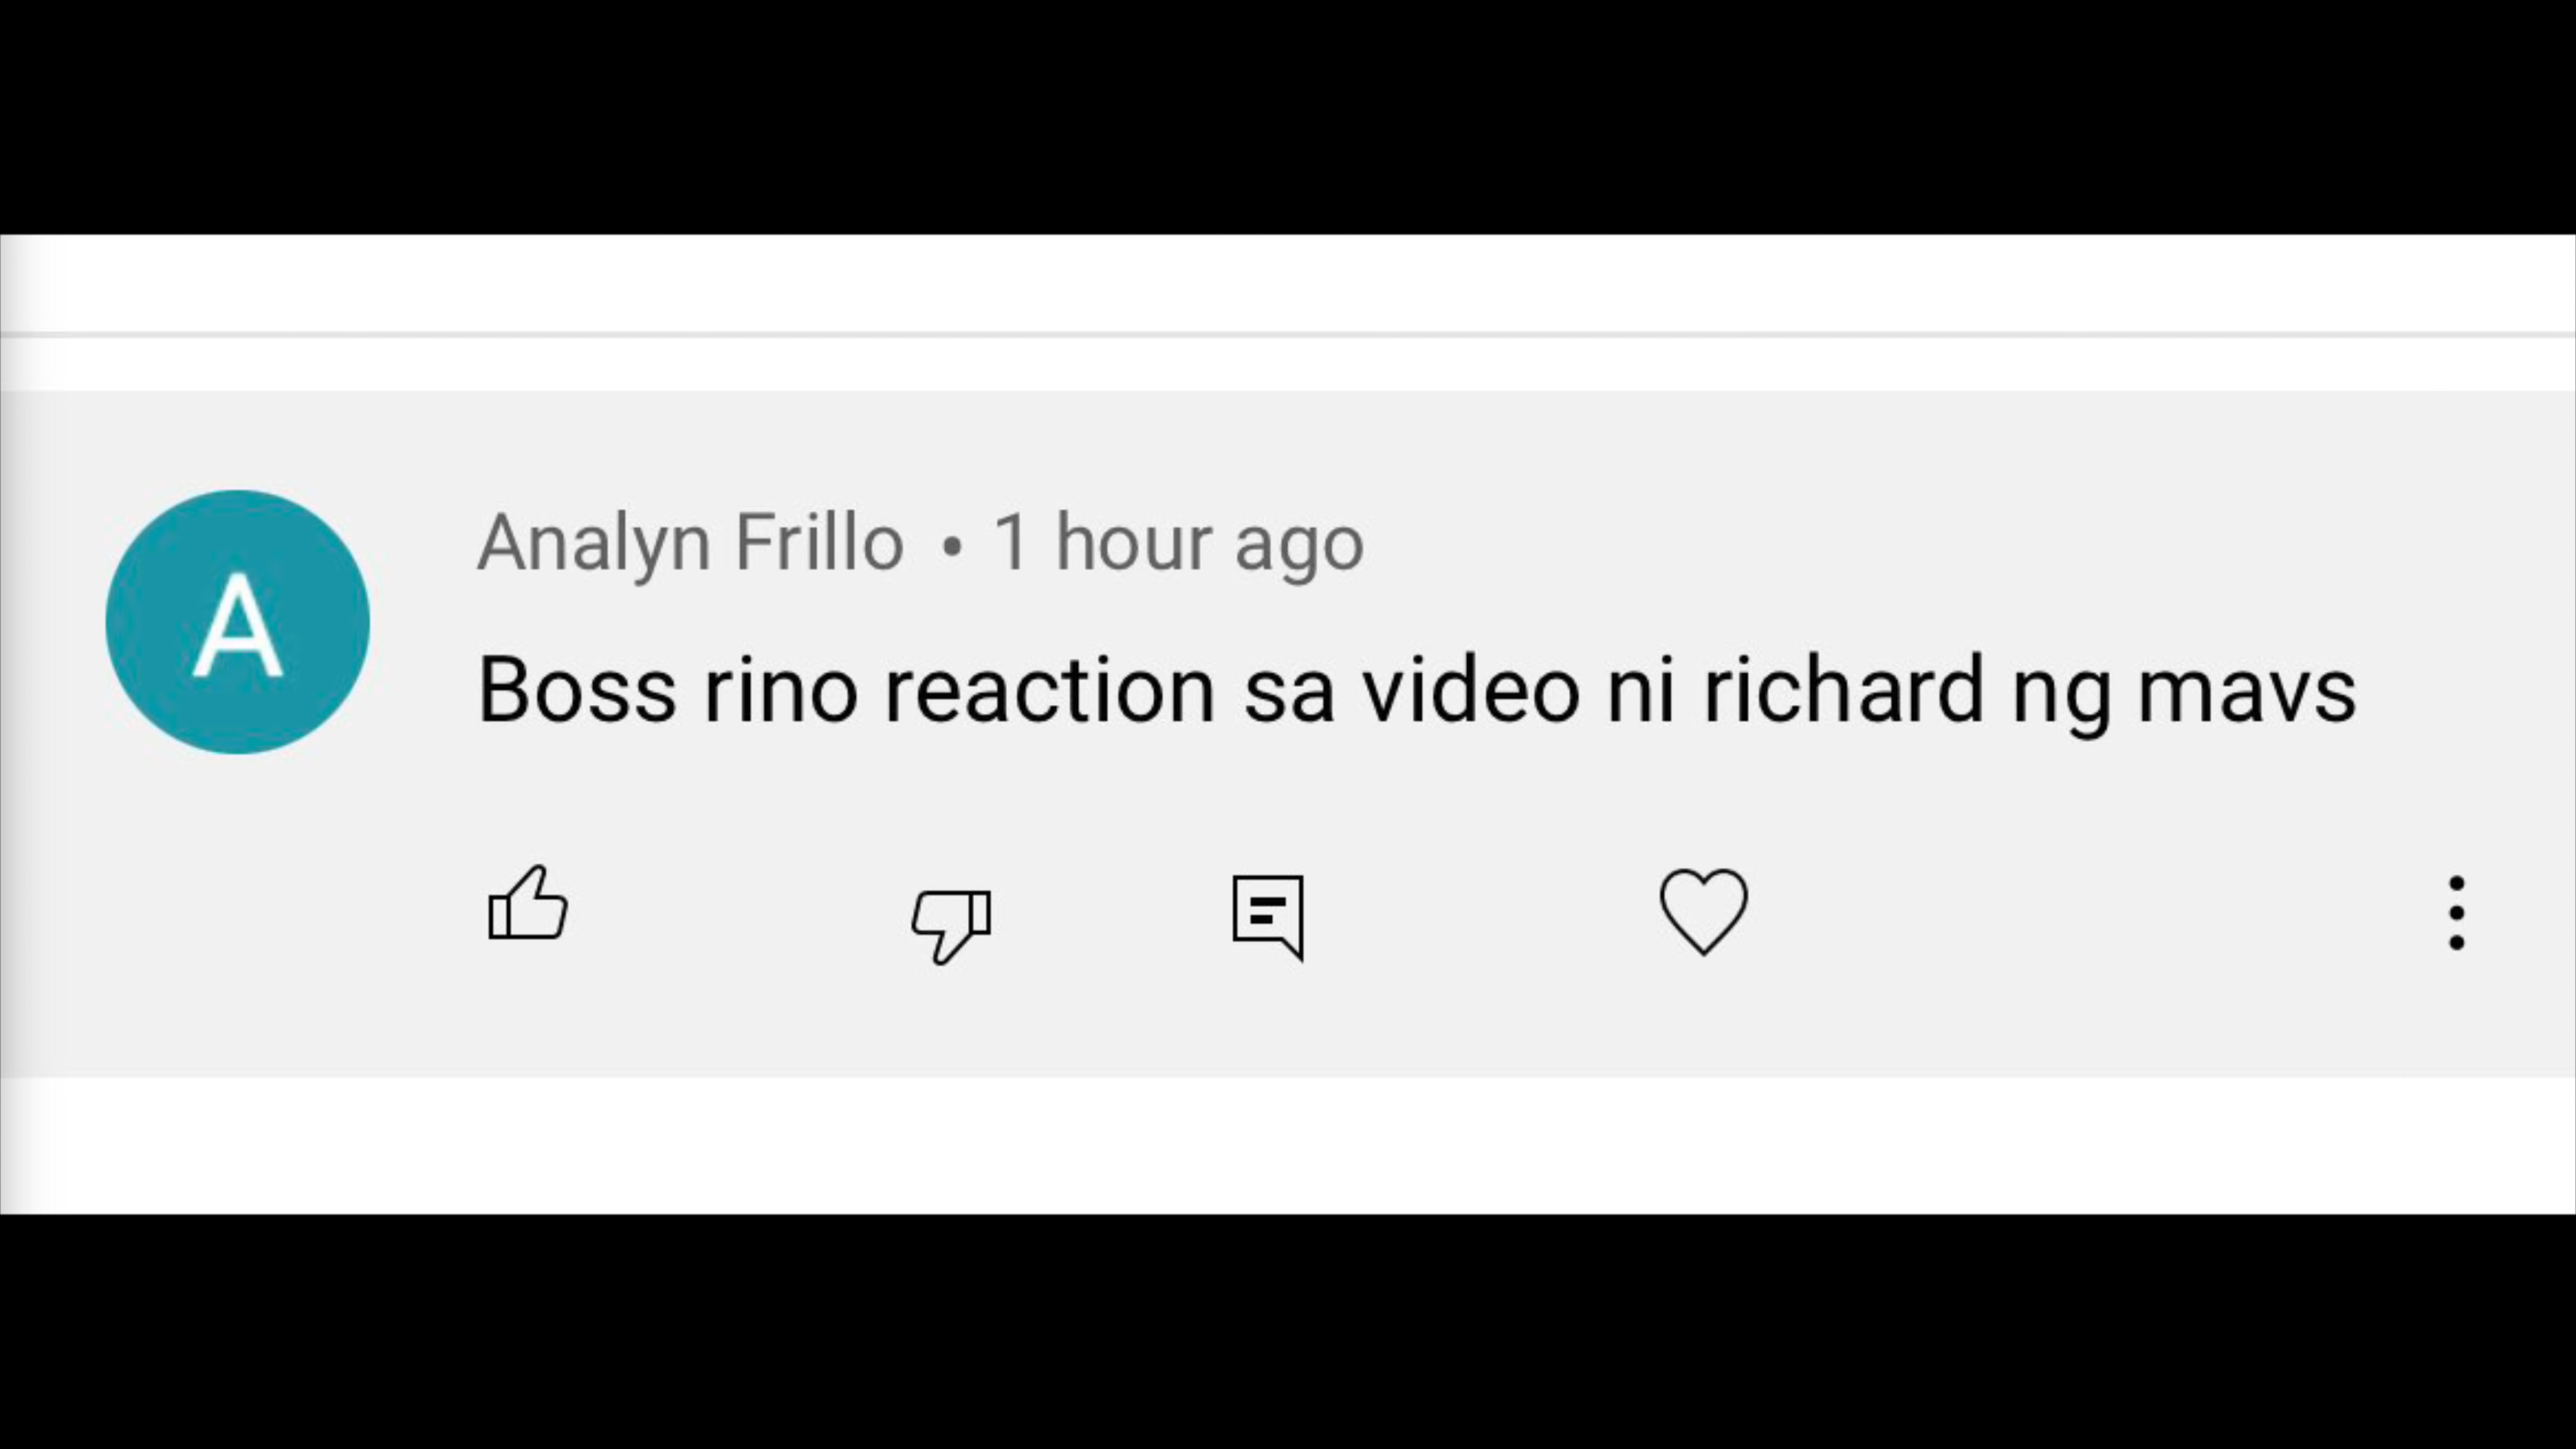 A
Analyn Frillo • 1 hour ago
Boss rino reaction sa video ni richard ng mavs